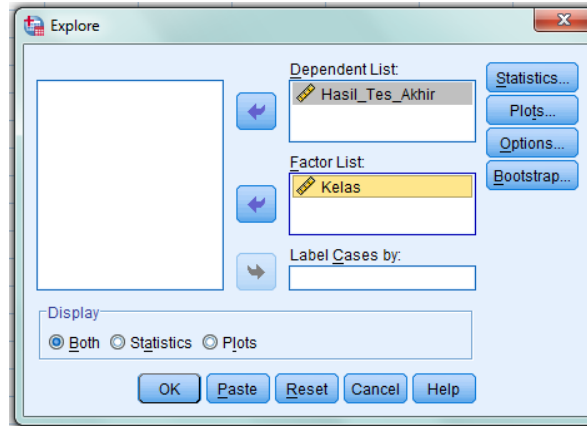 Explore
Dependent List:
Hasil_Tes_Akhir
Factor List:
Kelas
Label Cases by:
Statistics...
Plots...
Options...
Bootstrap...
Display
Both Statistics Plots
OK Paste Reset Cancel Help